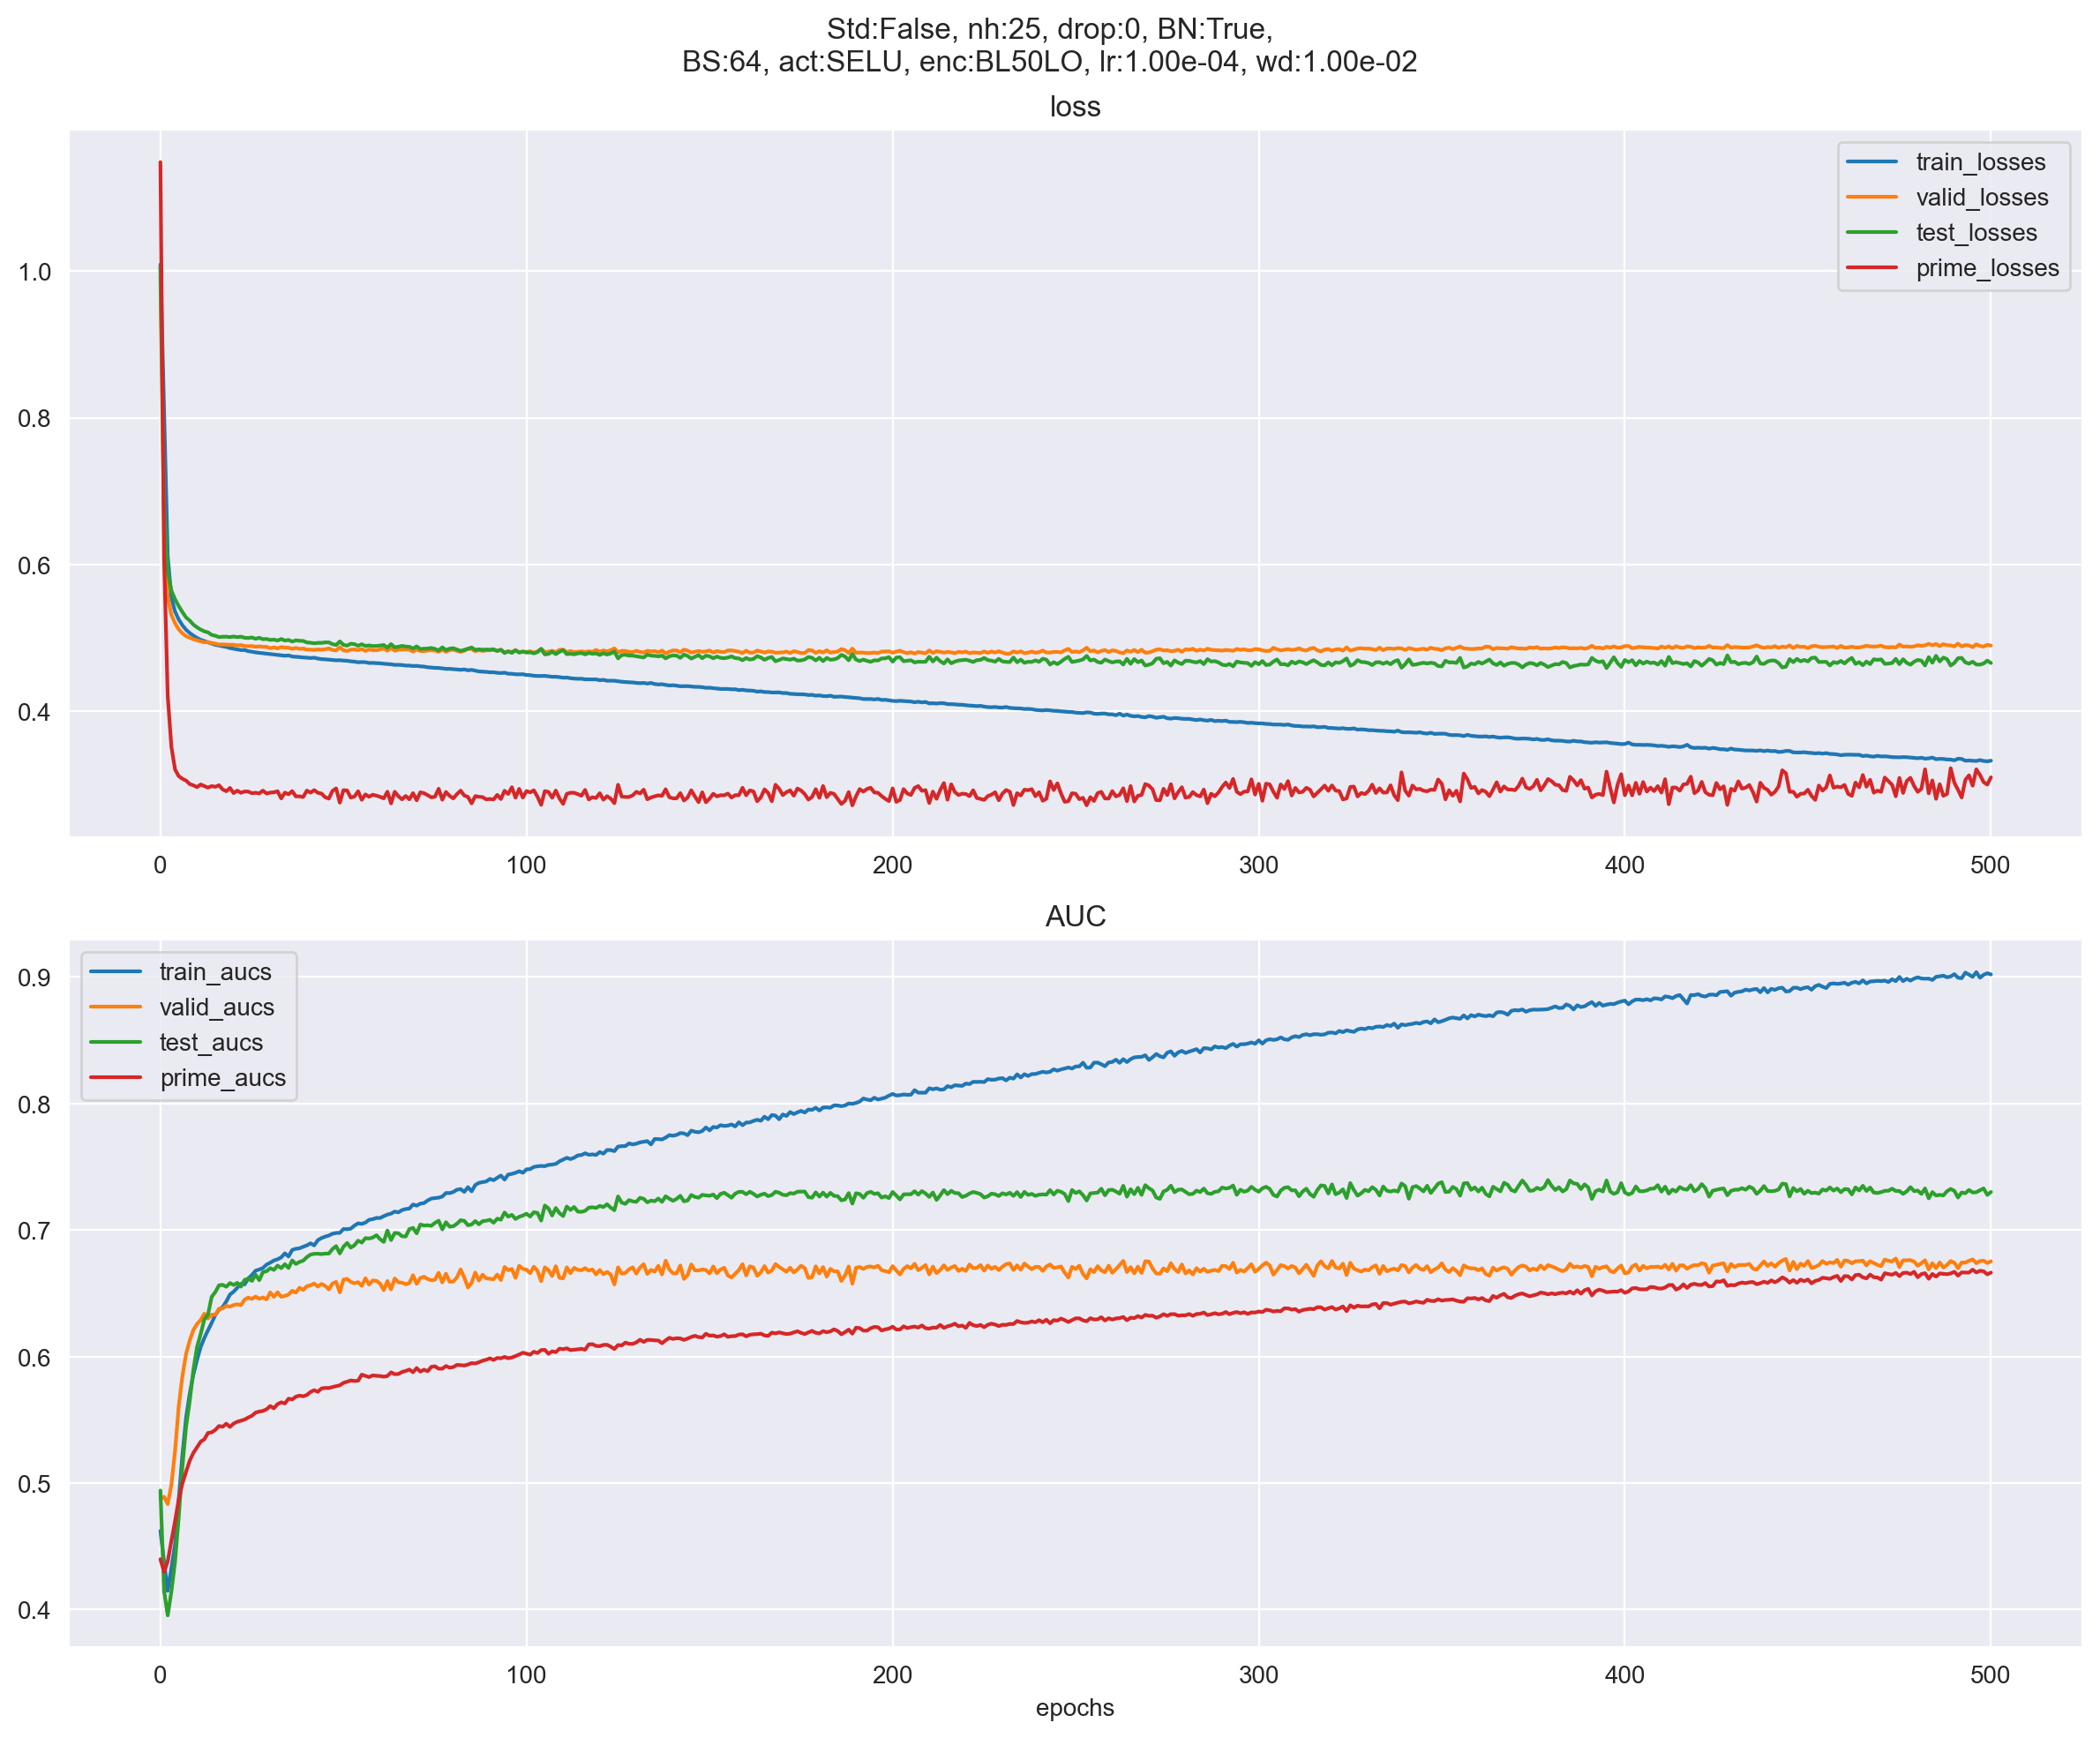 Std:False, nh:25, drop:0, BN:True,
BS:64, act:SELU, enc:BL50LO, lr:1.00e-04, wd:1.00e-02
loss
train_losses
valid_losses
test_losses
prime_losses
1.0
0.8
0.6
0.4
0 100 200 300 400 500
AUC
train_aucs
valid_aucs
test_aucs
prime_aucs
0.9
0.8
0.7
0.6
0.5
0.4
0 100 200 300 400 500
epochs